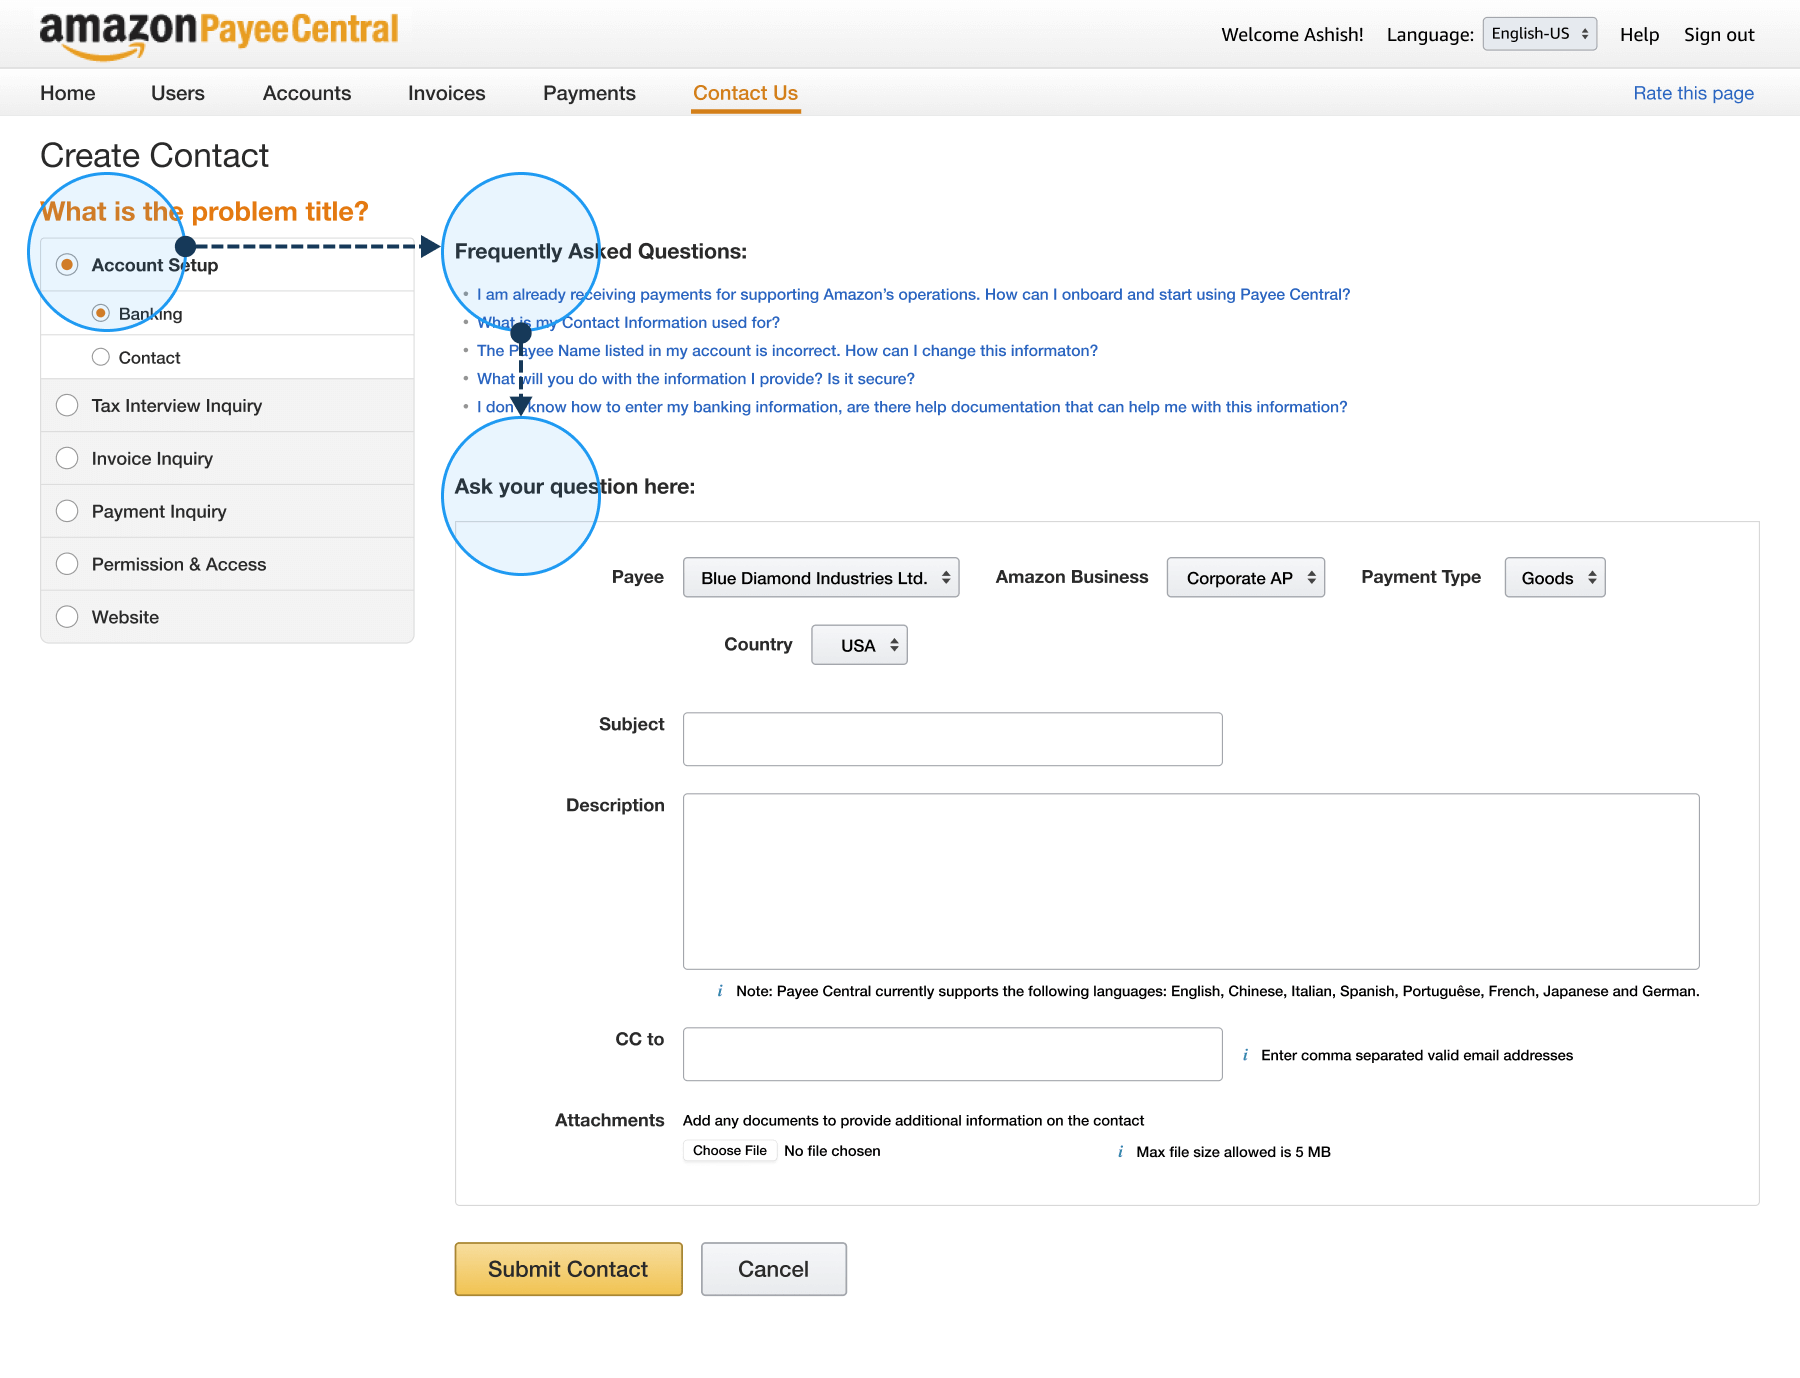 amazonPayeeCentral
Welcome Ashish! Language: English-US Help Sign out
Home Users Accounts Invoices Payments Contact Us Rate this page
Create Contact
What is the problem title?
Account Setup
Banking
Contact
Tax Interview Inquiry
Invoice Inquiry
Payment Inquiry
Permission & Access
Website
Frequently Asked Questions:
• I am already receiving payments for supporting Amazon’s operations. How can I onboard and start using Payee Central?
• What is my Contact Information used for?
• The Payee Name listed in my account is incorrect. How can I change this informaton?
• What will you do with the information I provide? Is it secure?
• I don't know how to enter my banking information, are there help documentation that can help me with this information?
Ask your question here:
Payee Blue Diamond Industries Ltd. Amazon Business Corporate AP Payment Type Goods
Country USA
Subject
Description
i Note: Payee Central currently supports the following languages: English, Chinese, Italian, Spanish, Portuguêse, French, Japanese and German.
CC to
i Enter comma separated valid email addresses
Attachments Add any documents to provide additional information on the contact
Choose File No file chosen i Max file size allowed is 5 MB
Submit Contact Cancel